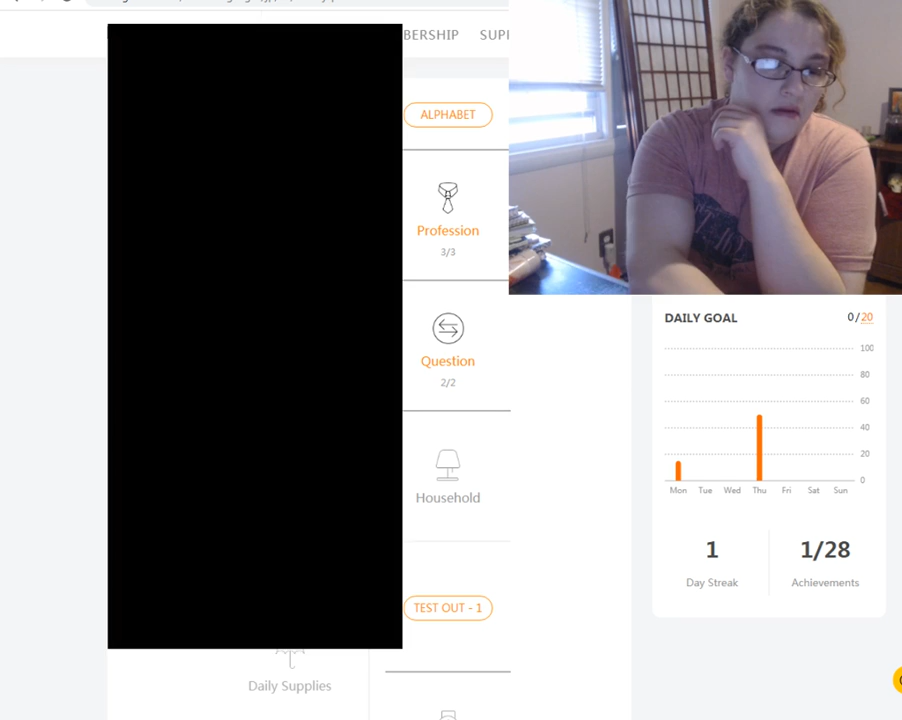 ALPHABET
Profession
3/3
Question
2/2
Household
TEST OUT - 1
Daily Supplies
DAILY GOAL
0/20
100
80
60
40
20
0
Mon Tue Wed Thu Fri Sat Sun
1 1/28
Day Streak Achievements